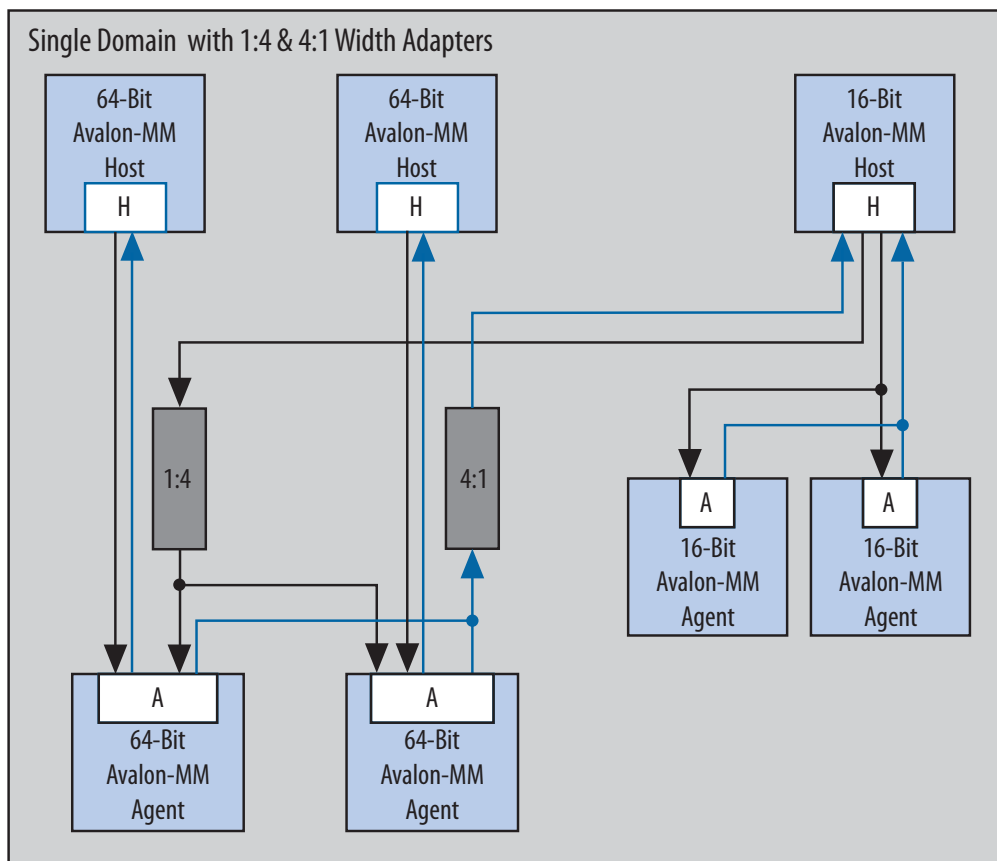 Single Domain with 1:4 & 4:1 Width Adapters
64-Bit
Avalon-MM
Host
H
64-Bit
Avalon-MM
Host
H
16-Bit
Avalon-MM
Host
H
1:4
4:1
A
16-Bit
Avalon-MM
Agent
A
16-Bit
Avalon-MM
Agent
A
64-Bit
Avalon-MM
Agent
A
64-Bit
Avalon-MM
Agent